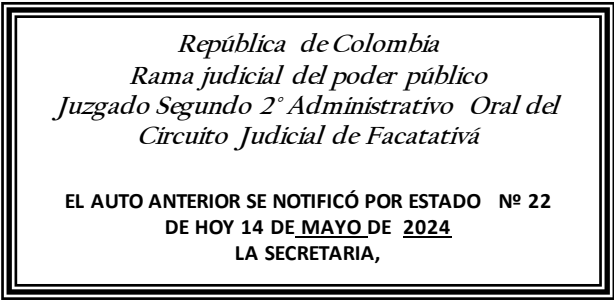 República de Colombia
Rama judicial del poder público
Juzgado Segundo 2° Administrativo Oral del
Circuito Judicial de Facatativá
EL AUTO ANTERIOR SE NOTIFICÓ POR ESTADO Nº 22
DE HOY 14 DE MAYO DE 2024
LA SECRETARIA,